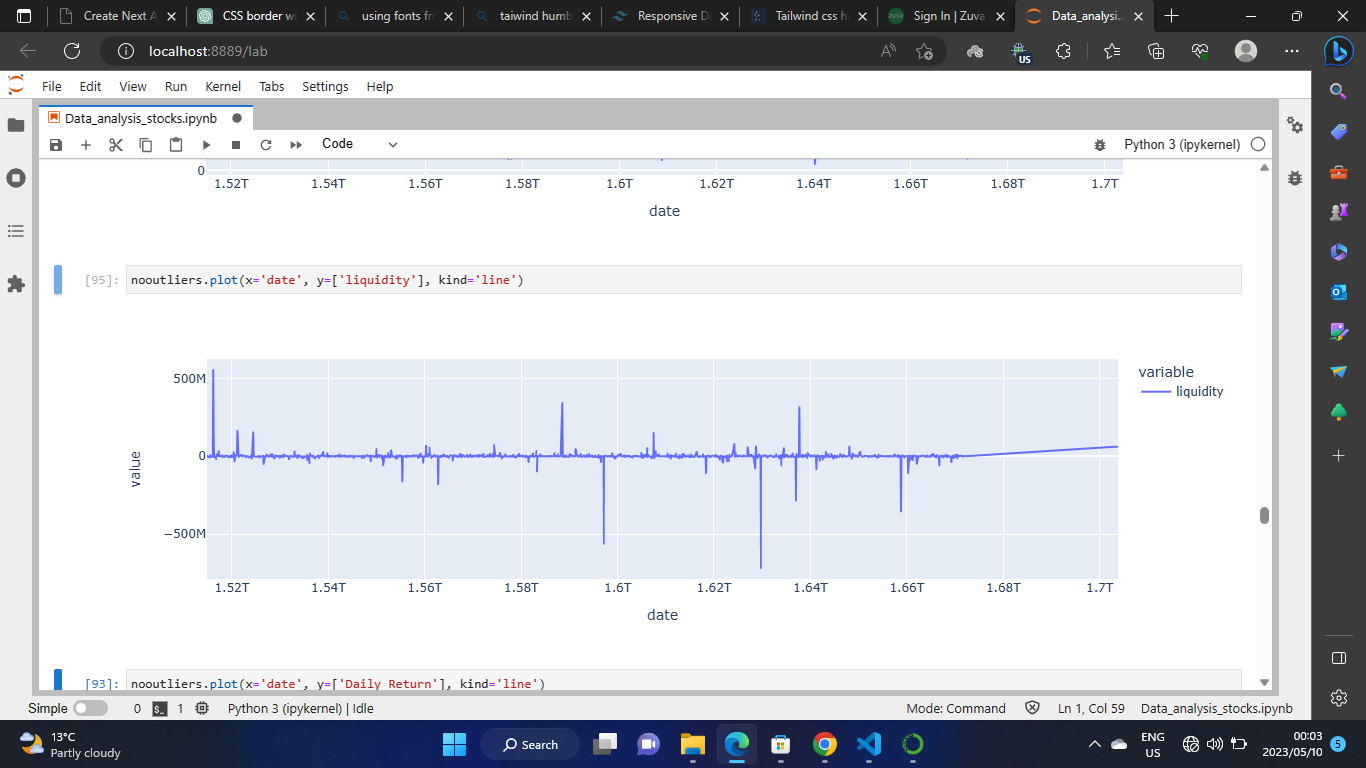 Create Next A
CSS border wi
using fonts fr
taiwind humb
Responsive D
Tailwind css h
Sign In | Zuva
Data_analysi...
localhost:8889/lab
US
File Edit View Run Kernel Tabs Settings Help
Data_analysis_stocks.ipynb
Code
Python 3 (ipykernel)
0
1.52T 1.54T 1.56T 1.58T 1.6T 1.62T 1.64T 1.66T 1.68T 1.7T
date
[95]: nooutliers.plot(x='date', y=['liquidity'], kind='line')
variable
liquidity
500M
0
−500M
value
1.52T 1.54T 1.56T 1.58T 1.6T 1.62T 1.64T 1.66T 1.68T 1.7T
date
[93]: nooutliers.plot(x='date', y=['Daily Return'], kind='line')
Simple 0 1 Python 3 (ipykernel) | Idle Mode: Command Ln 1, Col 59 Data_analysis_stocks.ipynb
13°C
Partly cloudy
Search
ENG
US
00:03
2023/05/10
5